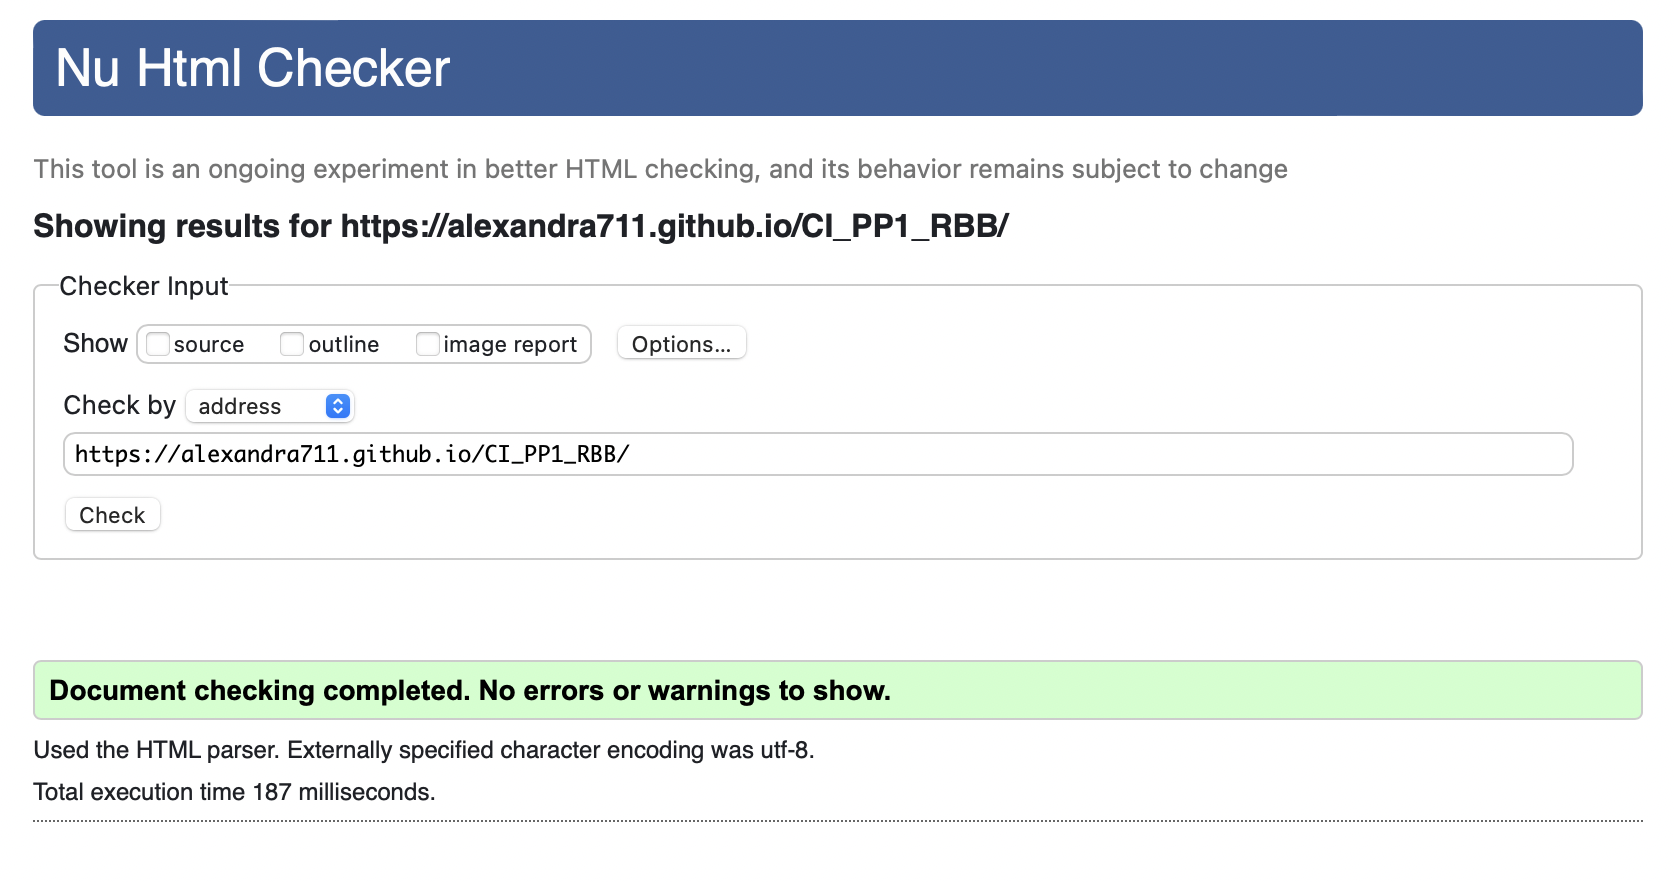 Nu Html Checker
This tool is an ongoing experiment in better HTML checking, and its behavior remains subject to change
Showing results for https://alexandra711.github.io/CI_PP1_RBB/
Checker Input
Show source outline image report Options...
Check by address
https://alexandra711.github.io/CI_PP1_RBB/
Check
Document checking completed. No errors or warnings to show.
Used the HTML parser. Externally specified character encoding was utf-8.
Total execution time 187 milliseconds.